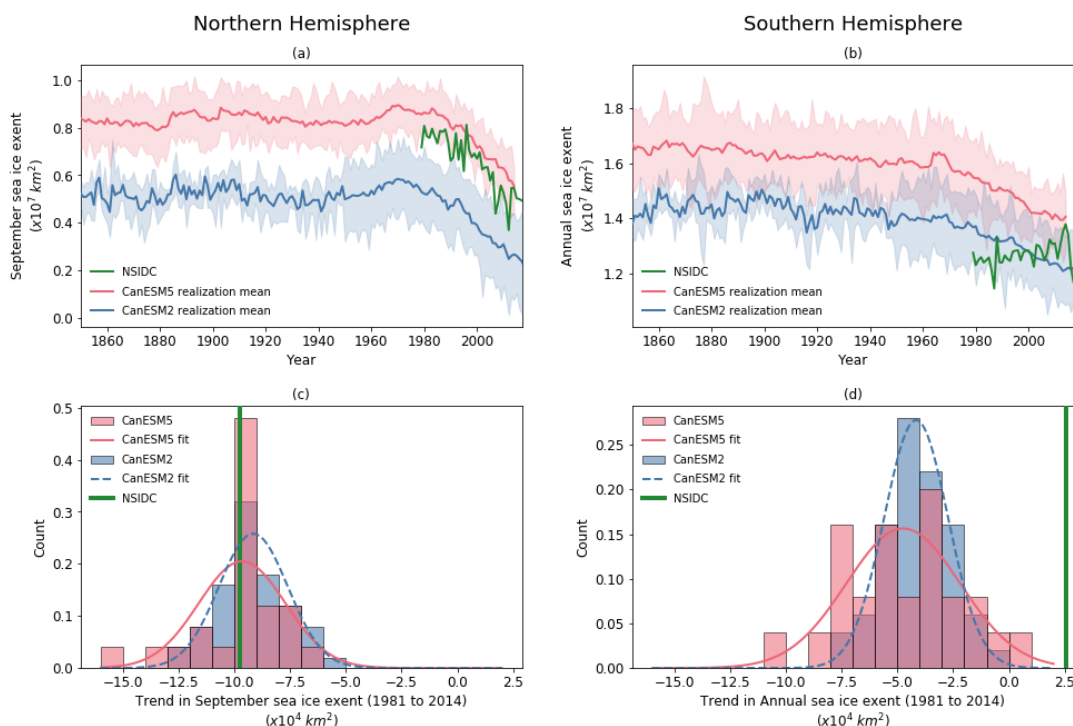 Northern Hemisphere
Southern Hemisphere
(a)
September sea ice exent
(x10⁷ km²)
1.0
0.8
0.6
0.4
0.2
0.0
NSIDC
CanESM5 realization mean
CanESM2 realization mean
1860
1880
1900
1920
1940
1960
1980
2000
Year
(b)
Annual sea ice exent
(x10⁷ km²)
1.8
1.6
1.4
1.2
NSIDC
CanESM5 realization mean
CanESM2 realization mean
1860
1880
1900
1920
1940
1960
1980
2000
Year
(c)
Count
0.5
0.4
0.3
0.2
0.1
0.0
CanESM5
CanESM5 fit
CanESM2
CanESM2 fit
NSIDC
−15.0
−12.5
−10.0
−7.5
−5.0
−2.5
0.0
2.5
Trend in September sea ice exent (1981 to 2014)
(x10⁴ km²)
(d)
Count
0.25
0.20
0.15
0.10
0.05
0.00
CanESM5
CanESM5 fit
CanESM2
CanESM2 fit
NSIDC
−15.0
−12.5
−10.0
−7.5
−5.0
−2.5
0.0
2.5
Trend in Annual sea ice exent (1981 to 2014)
(x10⁴ km²)